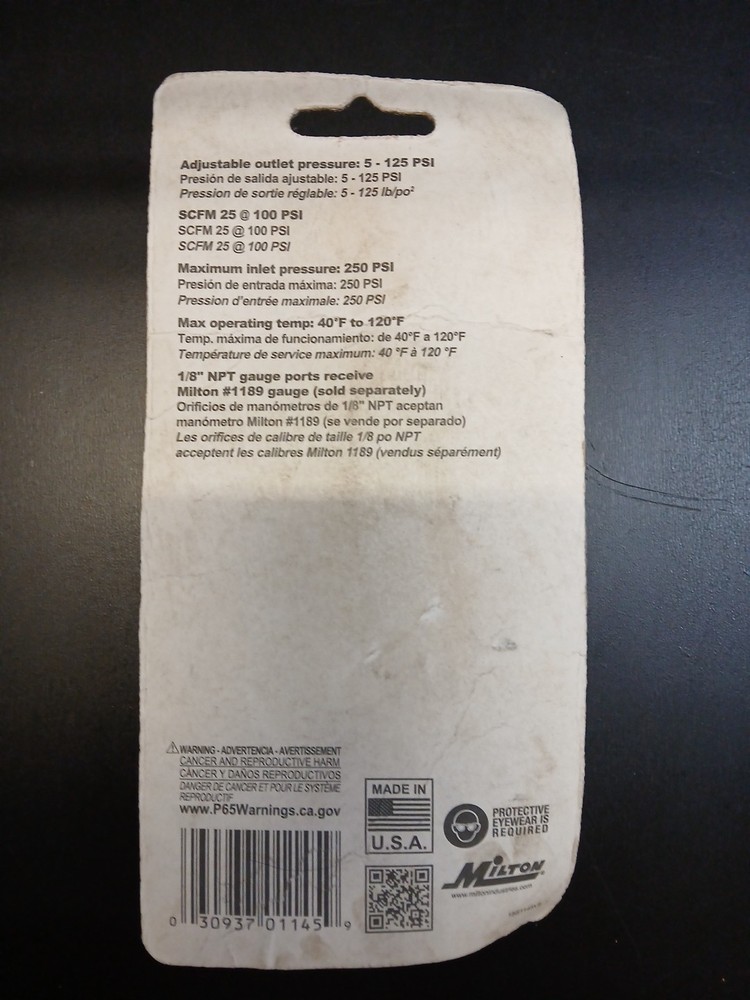 Adjustable outlet pressure: 5 - 125 PSI
Presión de salida ajustable: 5 - 125 PSI
Pression de sortie réglable: 5 - 125 lb/po²
SCFM 25 @ 100 PSI
SCFM 25 @ 100 PSI
SCFM 25 @ 100 PSI
Maximum inlet pressure: 250 PSI
Presión de entrada máxima: 250 PSI
Pression d'entrée maximale: 250 PSI
Max operating temp: 40°F to 120°F
Temp. máxima de funcionamiento: de 40°F a 120°F
Température de service maximum: 40 °F à 120 °F
1/8" NPT gauge ports receive
Milton #1189 gauge (sold separately)
Orificios de manómetros de 1/8" NPT aceptan
manómetro Milton #1189 (se vende por separado)
Les orifices de calibre de taille 1/8 po NPT
acceptent les calibres Milton 1189 (vendus séparément)
WARNING - ADVERTENCIA - AVERTISSEMENT
CANCER AND REPRODUCTIVE HARM
CÁNCER Y DAÑOS REPRODUCTIVOS
DANGER DE CANCER ET POUR LE SYSTÈME
REPRODUCTIF
www.P65Warnings.ca.gov
0 30937 01145 9
MADE IN
U.S.A.
PROTECTIVE
EYEWEAR IS
REQUIRED
MILTON
www.miltonindustries.com